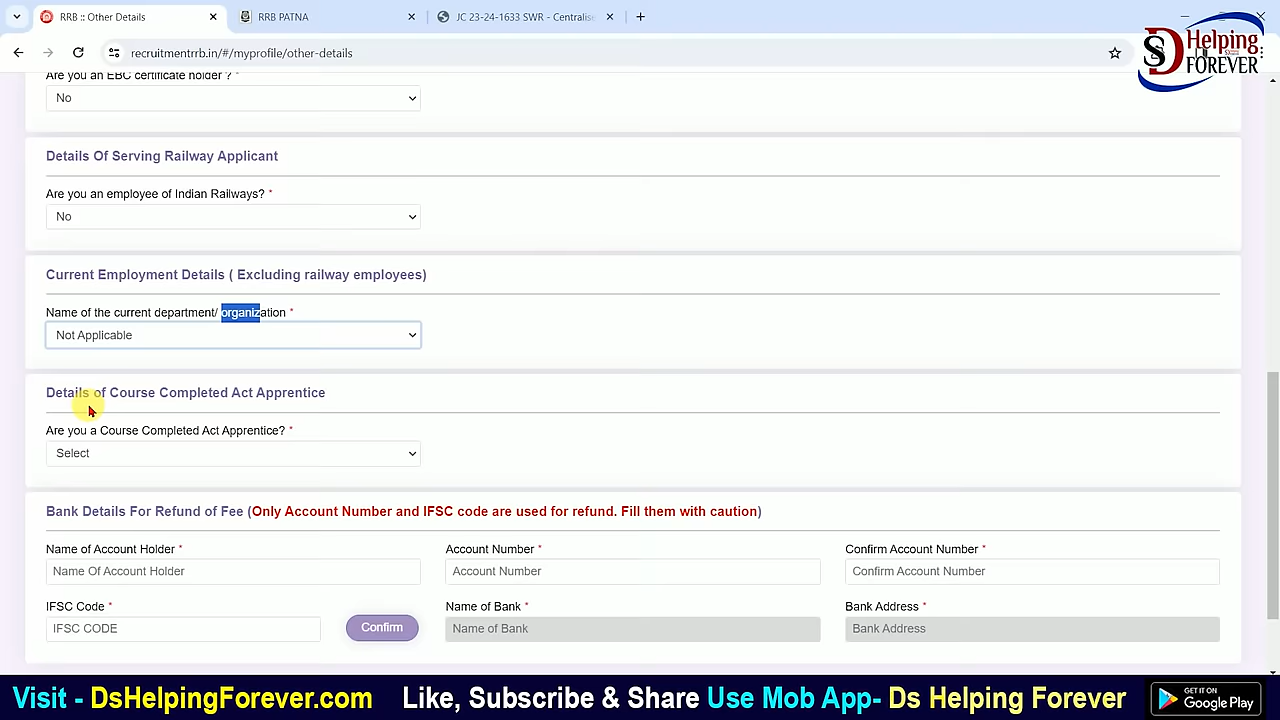 RRB :: Other Details
RRB PATNA
JC 23-24-1633 SWR - Centralise
recruitmentrrb.in/#/myprofile/other-details
SD Helping FOREVER
Are you an EBC certificate holder ? *
No
Details Of Serving Railway Applicant
Are you an employee of Indian Railways? *
No
Current Employment Details ( Excluding railway employees)
Name of the current department/ organization *
Not Applicable
Details of Course Completed Act Apprentice
Are you a Course Completed Act Apprentice? *
Select
Bank Details For Refund of Fee (Only Account Number and IFSC code are used for refund. Fill them with caution)
Name of Account Holder * Account Number * Confirm Account Number *
Name Of Account Holder Account Number Confirm Account Number
IFSC Code * Name of Bank * Bank Address *
IFSC CODE Confirm Name of Bank Bank Address
Visit - DsHelpingForever.com Like, Subscribe & Share Use Mob App- Ds Helping Forever
GET IT ON
Google Play